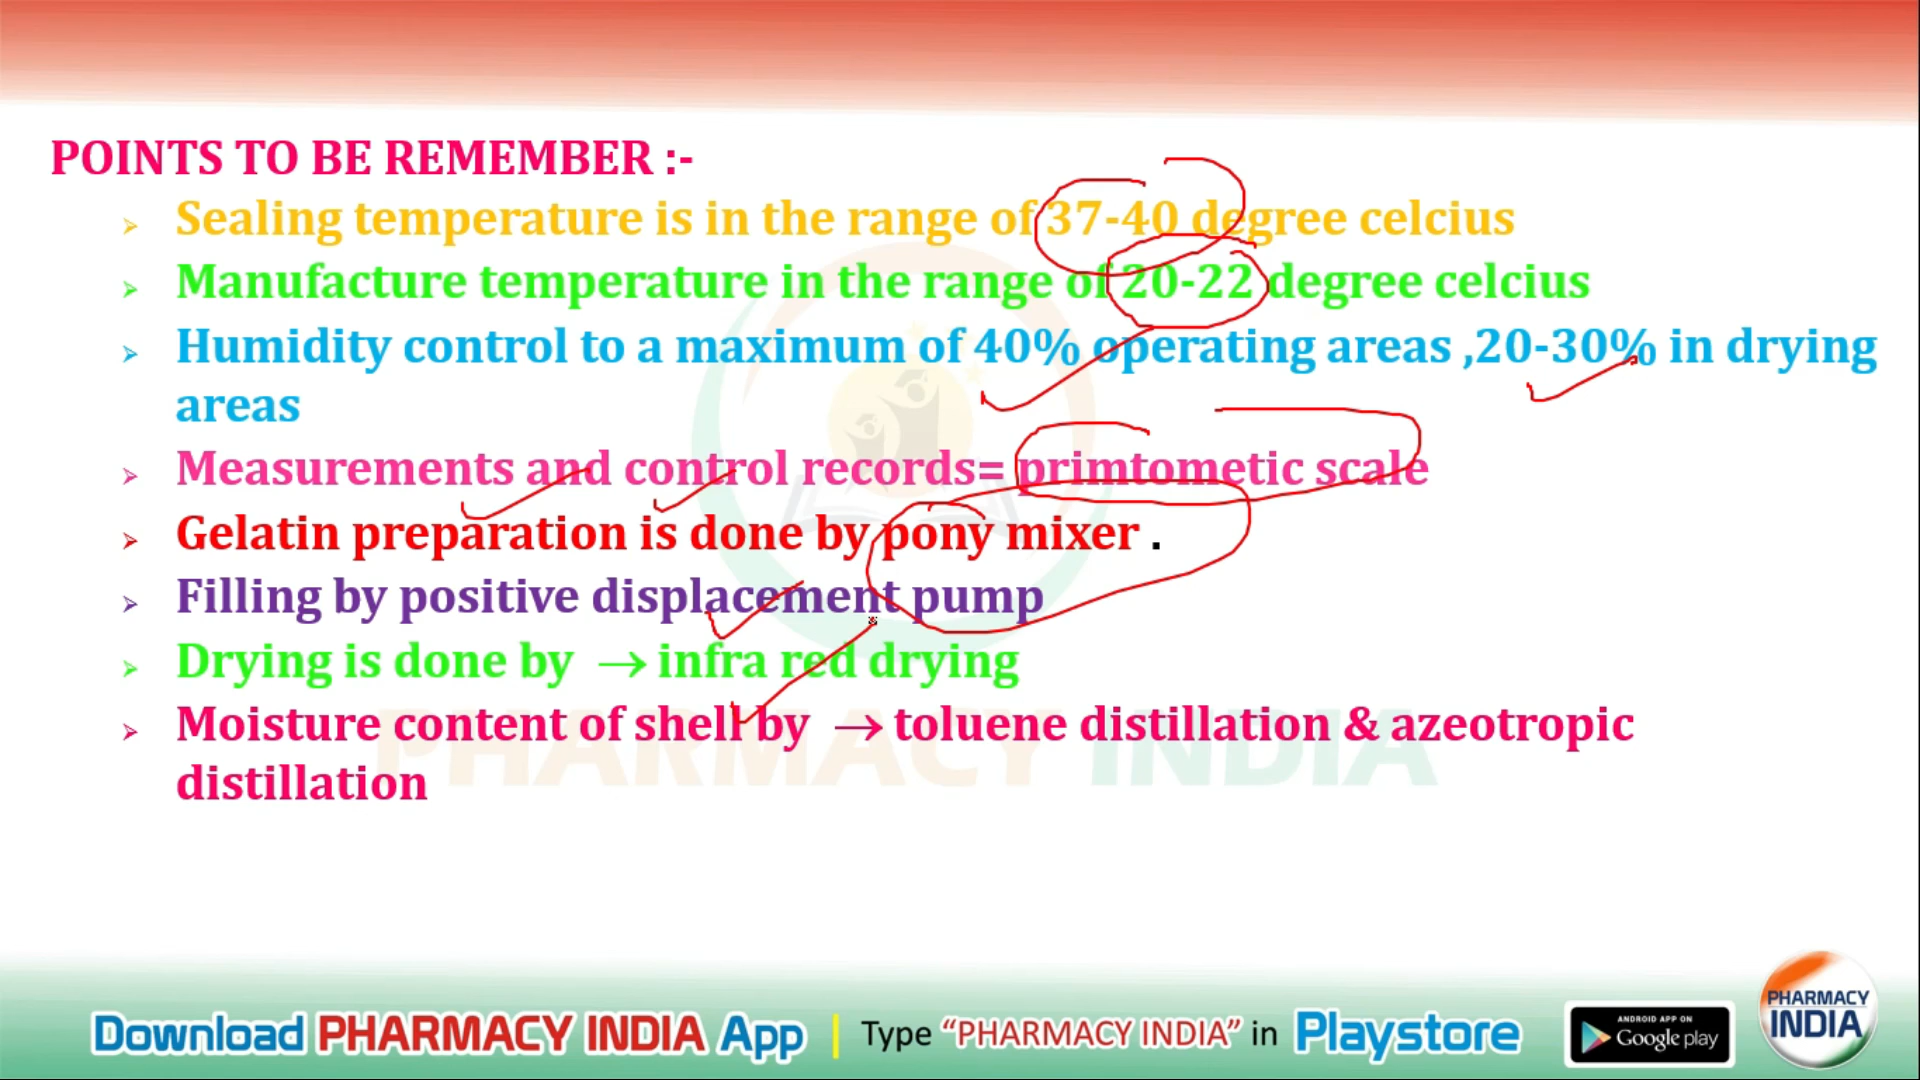 POINTS TO BE REMEMBER :-
Sealing temperature is in the range of 37-40 degree celcius
Manufacture temperature in the range of 20-22 degree celcius
Humidity control to a maximum of 40% operating areas ,20-30% in drying
areas
Measurements and control records= primtometic scale
Gelatin preparation is done by pony mixer .
Filling by positive displacement pump
Drying is done by → infra red drying
Moisture content of shell by → toluene distillation & azeotropic
distillation
PHARMACY INDIA
Download PHARMACY INDIA App | Type “PHARMACY INDIA” in Playstore
ANDROID APP ON
Google play
PHARMACY
INDIA